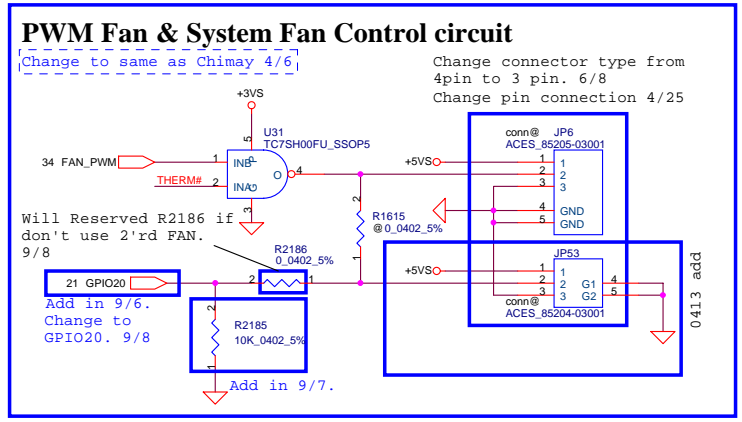 PWM Fan & System Fan Control circuit
Change to same as Chimay 4/6
Change connector type from
4pin to 3 pin. 6/8
Change pin connection 4/25
+3VS
5
U31
TC7SH00FU_SSOP5
34 FAN_PWM
1
INB
P
THERM#
2
INA
G
O
4
3
conn@
JP6
ACES_85205-03001
+5VS
1 1
2 2
3 3
4 GND
5 GND
2
R1615
@0_0402_5%
1
Will Reserved R2186 if
don't use 2'rd FAN.
9/8
R2186
0_0402_5%
2 1
21 GPIO20
Add in 9/6.
Change to
GPIO20. 9/8
2
R2185
10K_0402_5%
1
Add in 9/7.
+5VS
JP53
1 1
2 2 G1 4
3 3 G2 5
conn@
ACES_85204-03001
0413 add